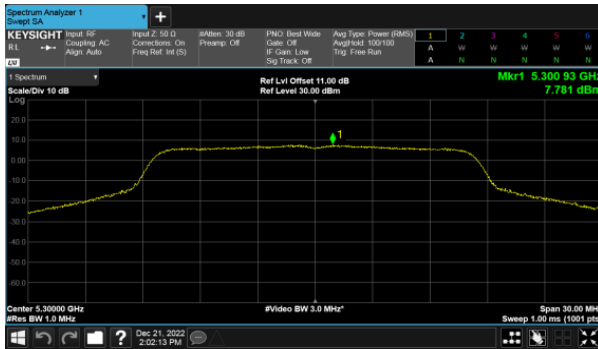 Spectrum Analyzer 1
Swept SA
+
KEYSIGHT Input: RF Input Z: 50 Ω #Atten: 30 dB PNO: Best Wide Avg Type: Power (RMS) 1 2 3 4 5 6
RL Coupling: AC Corrections: On Preamp: Off Gate: Off Avg|Hold: 100/100 A W W W W W
Align: Auto Freq Ref: Int (S) IF Gain: Low Trig: Free Run
LXI Sig Track: Off A N N N N N
1 Spectrum Ref Lvl Offset 11.00 dB Mkr1 5.300 93 GHz
Scale/Div 10 dB Ref Level 30.00 dBm 7.781 dBm
Log
20.0
10.0
1
0.00
-10.0
-20.0
-30.0
-40.0
-50.0
-60.0
Center 5.30000 GHz #Video BW 3.0 MHz* Span 30.00 MHz
#Res BW 1.0 MHz Sweep 1.00 ms (1001 pts)
? Dec 21, 2022
2:02:13 PM